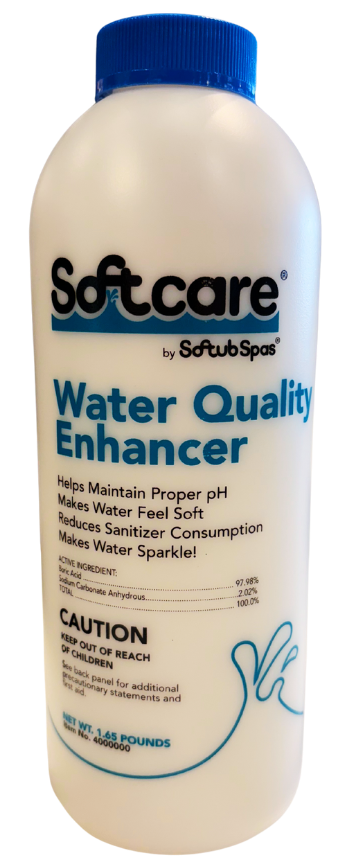 Softcare®
by Softub Spas®
Water Quality
Enhancer
Helps Maintain Proper pH
Makes Water Feel Soft
Reduces Sanitizer Consumption
Makes Water Sparkle!
ACTIVE INGREDIENT:
Boric Acid 97.98%
Sodium Carbonate Anhydrous 2.02%
TOTAL 100.0%
CAUTION
KEEP OUT OF REACH
OF CHILDREN
See back panel for additional
precautionary statements and
first aid.
NET WT. 1.65 POUNDS
Item No. 4000000